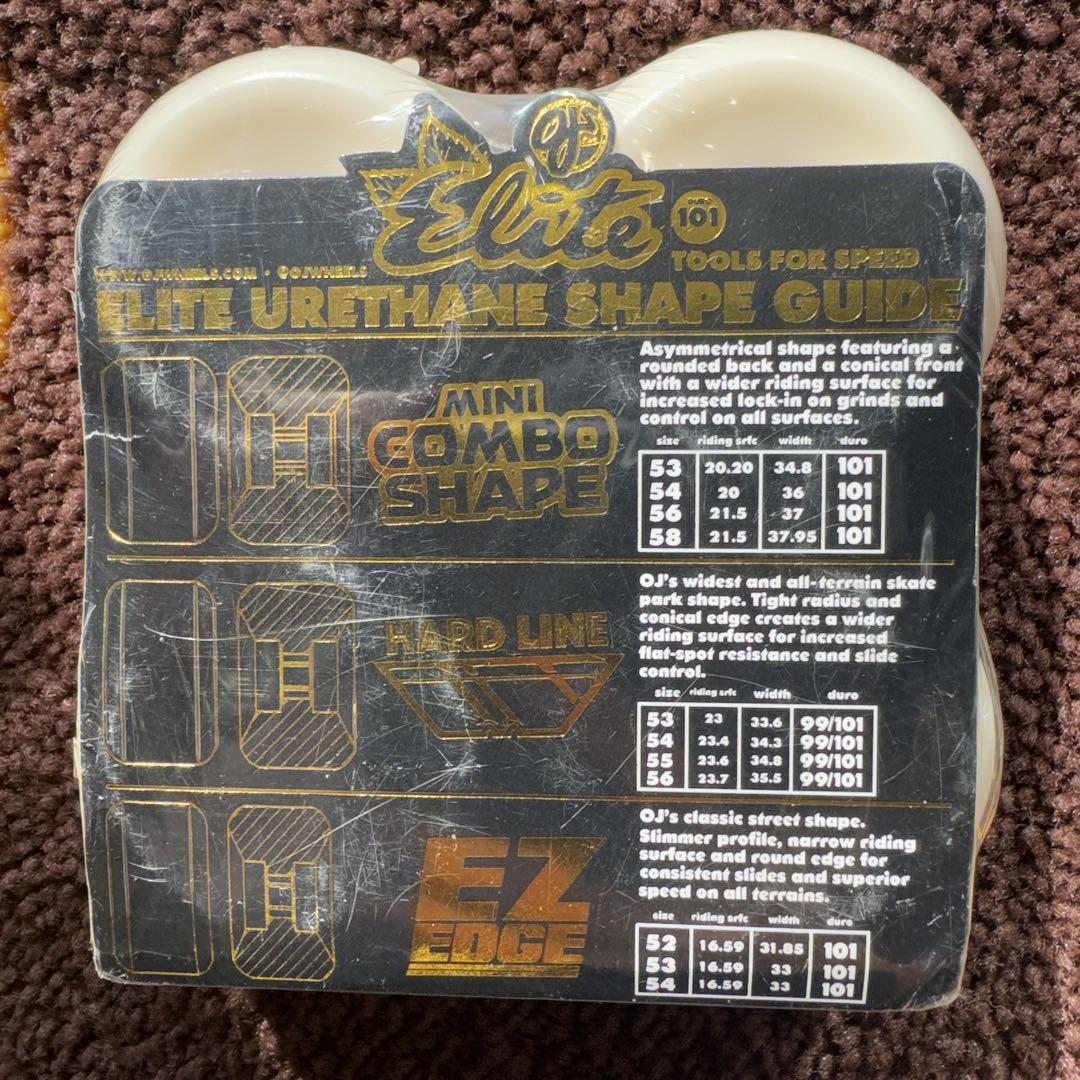 OJ's
Elite
DURO
101
TOOLS FOR SPEED
WWW.OJWHEELS.COM · @OJWHEELS
ELITE URETHANE SHAPE GUIDE
MINI
COMBO
SHAPE
Asymmetrical shape featuring a
rounded back and a conical front
with a wider riding surface for
increased lock-in on grinds and
control on all surfaces.
size riding srfc width duro
53 20.20 34.8 101
54 20 36 101
56 21.5 37 101
58 21.5 37.95 101
HARD LINE
OJ's widest and all-terrain skate
park shape. Tight radius and
conical edge creates a wider
riding surface for increased
flat-spot resistance and slide
control.
size riding srfc width duro
53 23 33.6 99/101
54 23.4 34.3 99/101
55 23.6 34.8 99/101
56 23.7 35.5 99/101
EZ
EDGE
OJ's classic street shape.
Slimmer profile, narrow riding
surface and round edge for
consistent slides and superior
speed on all terrains.
size riding srfc width duro
52 16.59 31.85 101
53 16.59 33 101
54 16.59 33 101